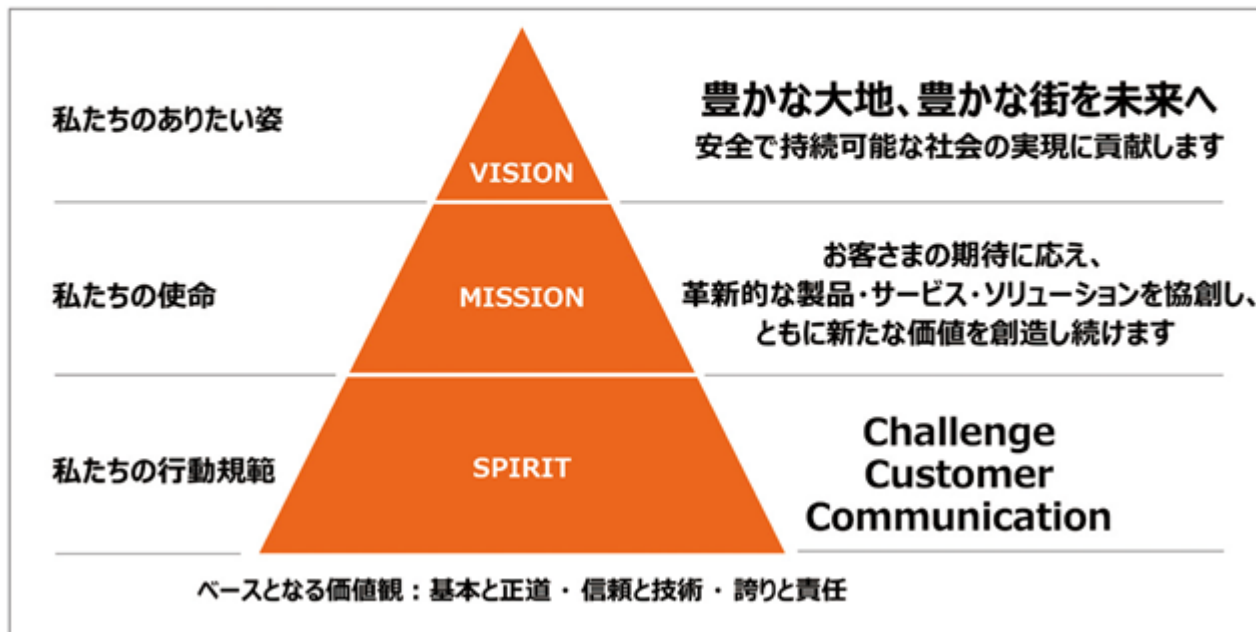 私たちのありたい姿
VISION
豊かな大地、豊かな街を未来へ
安全で持続可能な社会の実現に貢献します
私たちの使命
MISSION
お客さまの期待に応え、
革新的な製品・サービス・ソリューションを協創し、
ともに新たな価値を創造し続けます
私たちの行動規範
SPIRIT
Challenge
Customer
Communication
ベースとなる価値観：基本と正道 ・ 信頼と技術 ・ 誇りと責任